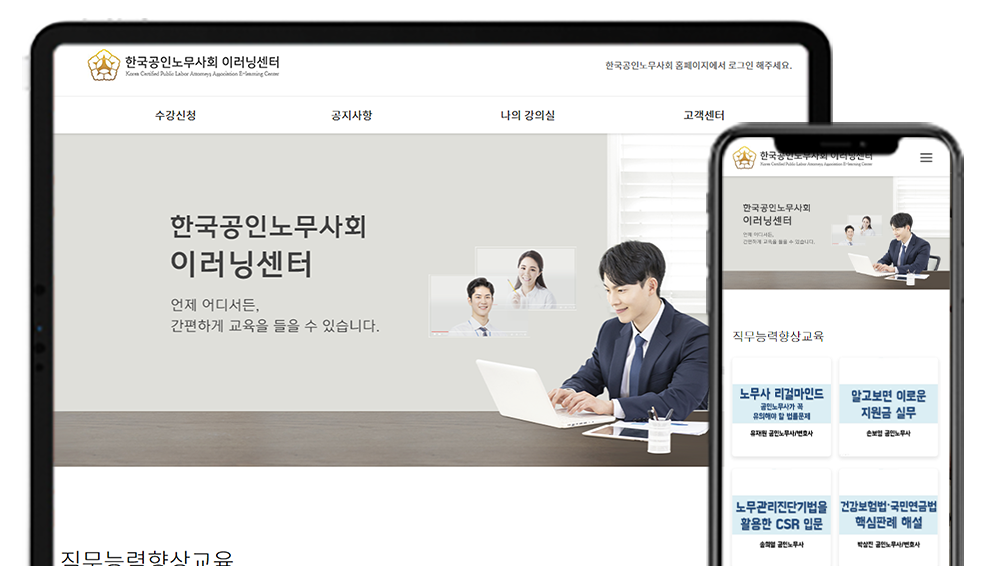 한국공인노무사회 이러닝센터
Korea Certified Public Labor Attorneys Association E-learning Center
한국공인노무사회 홈페이지에서 로그인 해주세요.
수강신청 공지사항 나의 강의실 고객센터
한국공인노무사회
이러닝센터
언제 어디서든,
간편하게 교육을 들을 수 있습니다.
직무능력향상교육
한국공인노무사회 이러닝센터
Korea Certified Public Labor Attorneys Association E-learning Center
한국공인노무사회
이러닝센터
언제 어디서든,
간편하게 교육을 들을 수 있습니다.
직무능력향상교육
노무사 리걸마인드
공인노무사가 꼭
유의해야 할 법률문제
유재원 공인노무사/변호사
알고보면 이로운
지원금 실무
손보람 공인노무사
노무관리진단기법을
활용한 CSR 입문
송의열 공인노무사
건강보험법·국민연금법
핵심판례 해설
박삼진 공인노무사/변호사